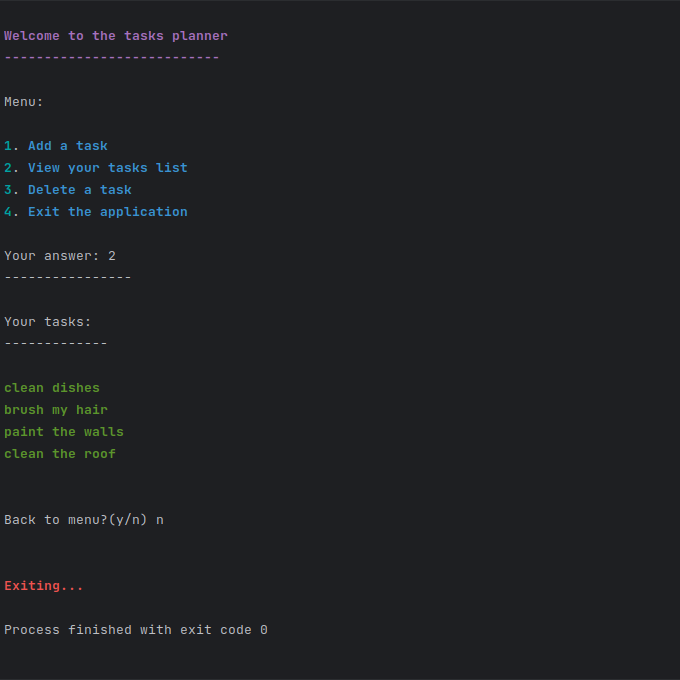 Welcome to the tasks planner
---------------------------
Menu:
1. Add a task
2. View your tasks list
3. Delete a task
4. Exit the application
Your answer: 2
----------------
Your tasks:
-------------
clean dishes
brush my hair
paint the walls
clean the roof
Back to menu?(y/n) n
Exiting...
Process finished with exit code 0